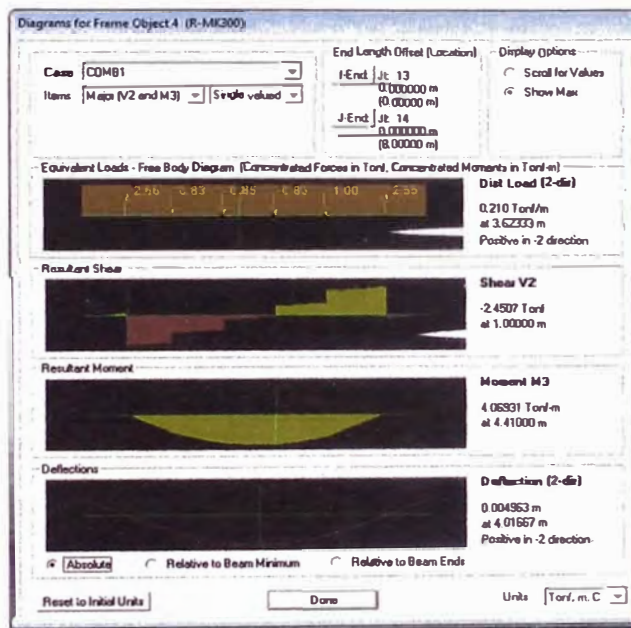 Diagrams for Frame Object 4 (R-MK300)
Case COMB1
Items Major (V2 and M3) Single valued
End Length Offset (Location)
I-End: Jt: 13
0.000000 m
(0.00000 m)
J-End: Jt: 14
0.000000 m
(8.00000 m)
Display Options
Scroll for Values
Show Max
Equivalent Loads - Free Body Diagram (Concentrated Forces in Tonf, Concentrated Moments in Tonf-m)
2.66 0.83 0.85 0.85 1.00 2.55
Dist Load (2-dir)
0.210 Tonf/m
at 3.62333 m
Positive in -2 direction
Resultant Shear
Shear V2
-2.4507 Tonf
at 1.00000 m
Resultant Moment
Moment M3
4.06931 Tonf-m
at 4.41000 m
Deflections
Deflection (2-dir)
0.004963 m
at 4.01667 m
Positive in -2 direction
Absolute Relative to Beam Minimum Relative to Beam Ends
Reset to Initial Units Done Units Tonf, m, C